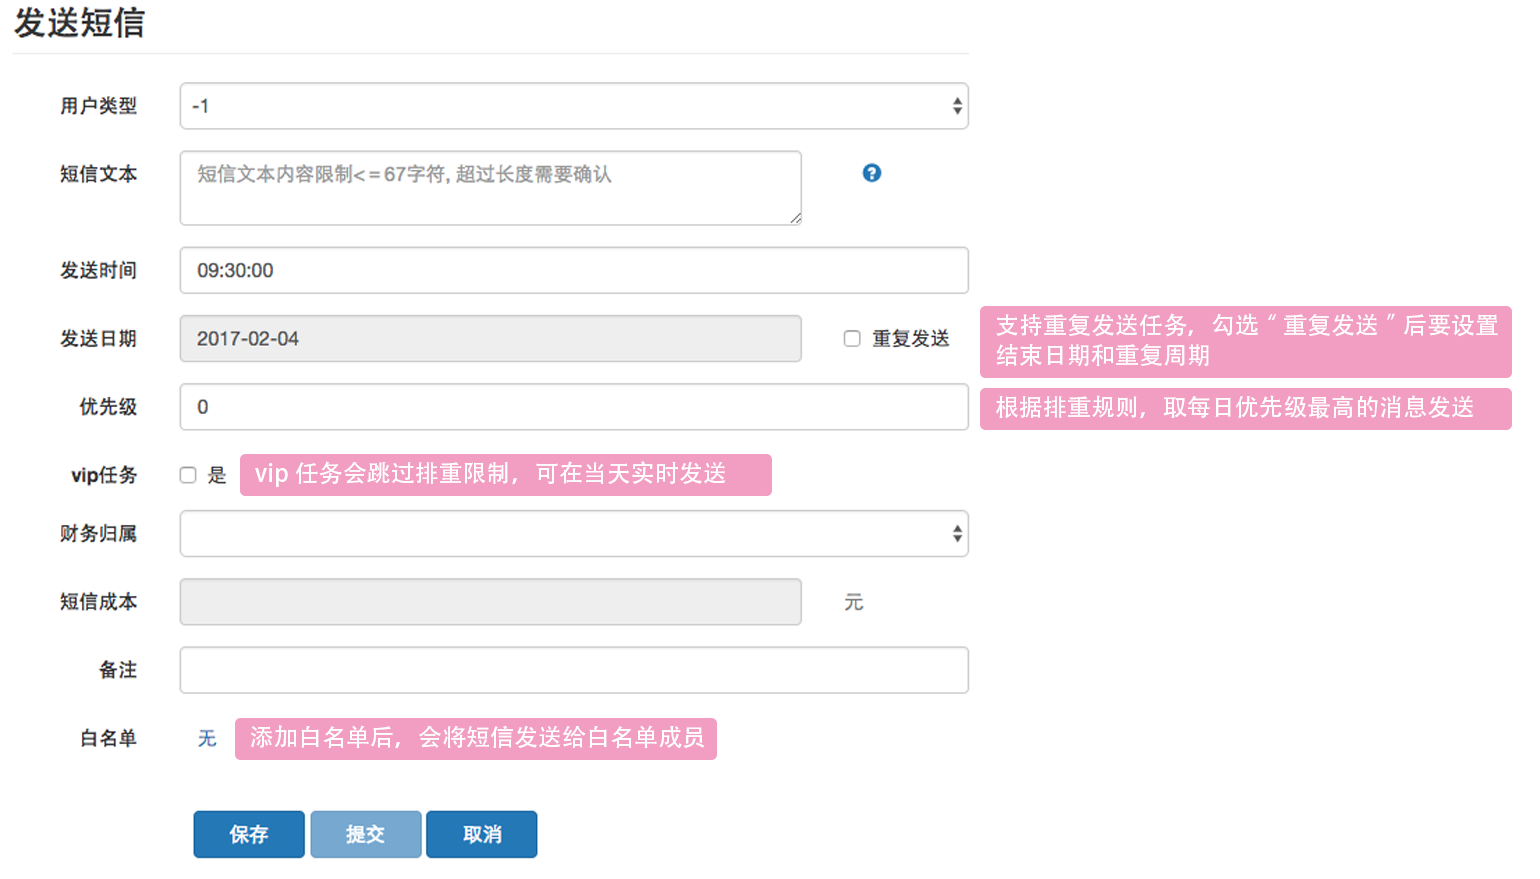 发送短信
用户类型
-1
短信文本
短信文本内容限制<=67字符, 超过长度需要确认
?
发送时间
09:30:00
发送日期
2017-02-04
重复发送
支持重复发送任务，勾选“重复发送”后要设置
结束日期和重复周期
优先级
0
根据排重规则，取每日优先级最高的消息发送
vip任务
是
vip 任务会跳过排重限制，可在当天实时发送
财务归属
短信成本
元
备注
白名单
无
添加白名单后，会将短信发送给白名单成员
保存 提交 取消